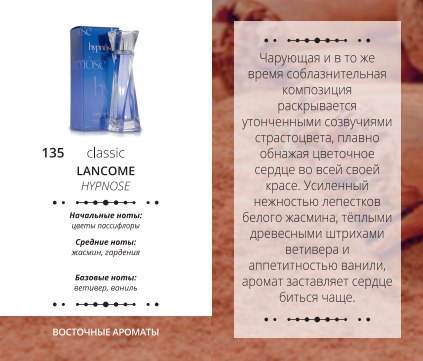 hypnôse
135 classic
LANCOME
HYPNOSE
Начальные ноты:
цветы пассифлоры
Средние ноты:
жасмин, гардения
Базовые ноты:
ветивер, ваниль
ВОСТОЧНЫЕ АРОМАТЫ
Чарующая и в то же
время соблазнительная
композиция
раскрывается
утонченными созвучиями
страстоцвета, плавно
обнажая цветочное
сердце во всей своей
красе. Усиленный
нежностью лепестков
белого жасмина, тёплыми
древесными штрихами
ветивера и
аппетитностью ванили,
аромат заставляет сердце
биться чаще.